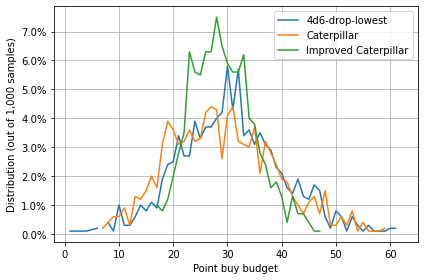 4d6-drop-lowest
Caterpillar
Improved Caterpillar
Distribution (out of 1,000 samples)
7.0%
6.0%
5.0%
4.0%
3.0%
2.0%
1.0%
0.0%
0 10 20 30 40 50 60
Point buy budget